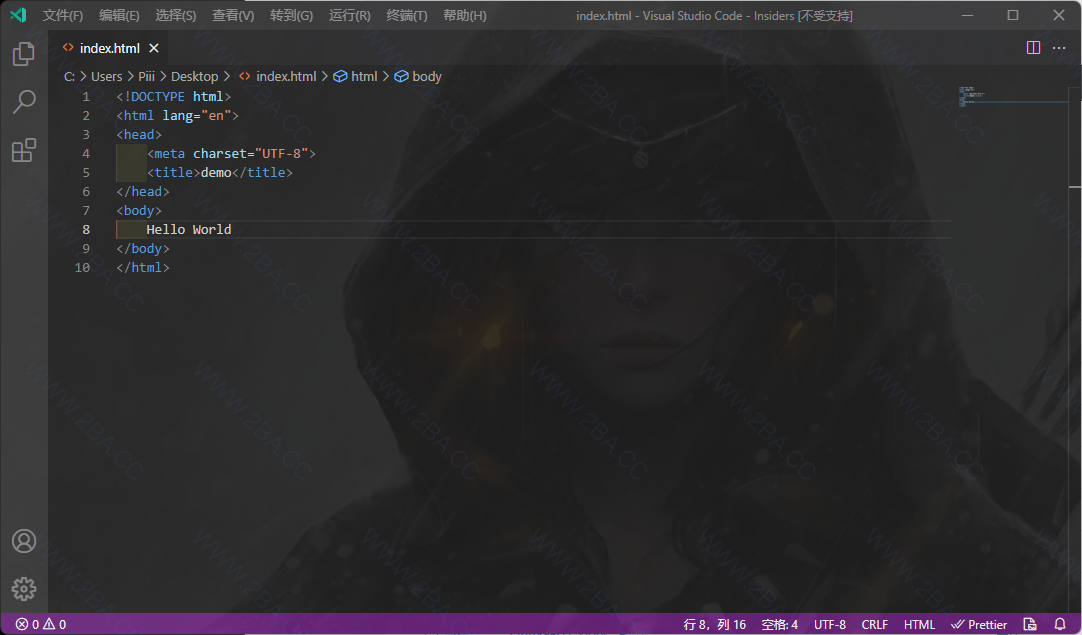 文件(F) 编辑(E) 选择(S) 查看(V) 转到(G) 运行(R) 终端(T) 帮助(H) index.html - Visual Studio Code - Insiders [不受支持]
index.html
C: > Users > Piii > Desktop > index.html > html > body
1 <!DOCTYPE html>
2 <html lang="en">
3 <head>
4 <meta charset="UTF-8">
5 <title>demo</title>
6 </head>
7 <body>
8 Hello World
9 </body>
10 </html>
WWW.2BA.CC
0 0 行 8，列 16 空格: 4 UTF-8 CRLF HTML Prettier